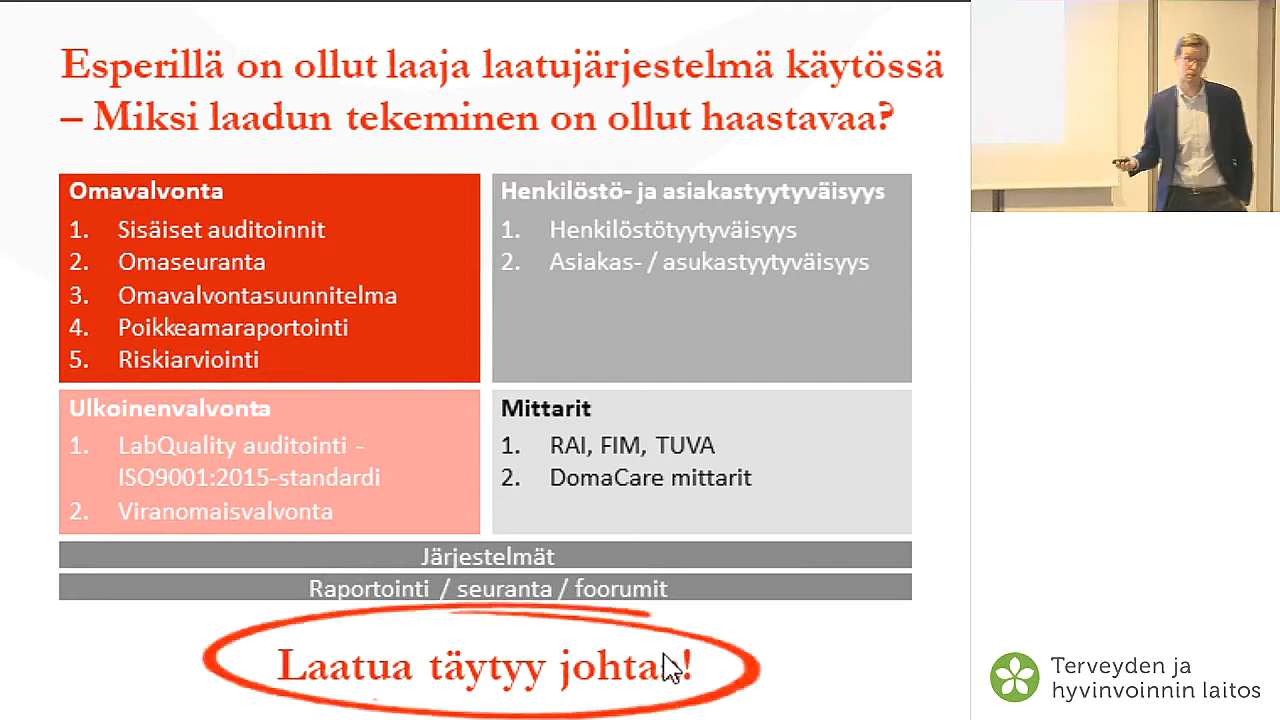 Esperillä on ollut laaja laatujärjestelmä käytössä
– Miksi laadun tekeminen on ollut haastavaa?
Omavalvonta
1. Sisäiset auditoinnit
2. Omaseuranta
3. Omavalvontasuunnitelma
4. Poikkeamaraportointi
5. Riskiarviointi
Henkilöstö- ja asiakastyytyväisyys
1. Henkilöstötyytyväisyys
2. Asiakas- / asukastyytyväisyys
Ulkoinenvalvonta
1. LabQuality auditointi -
ISO9001:2015-standardi
2. Viranomaisvalvonta
Mittarit
1. RAI, FIM, TUVA
2. DomaCare mittarit
Järjestelmät
Raportointi / seuranta / foorumit
Laatua täytyy johtaa!
Terveyden ja
hyvinvoinnin laitos